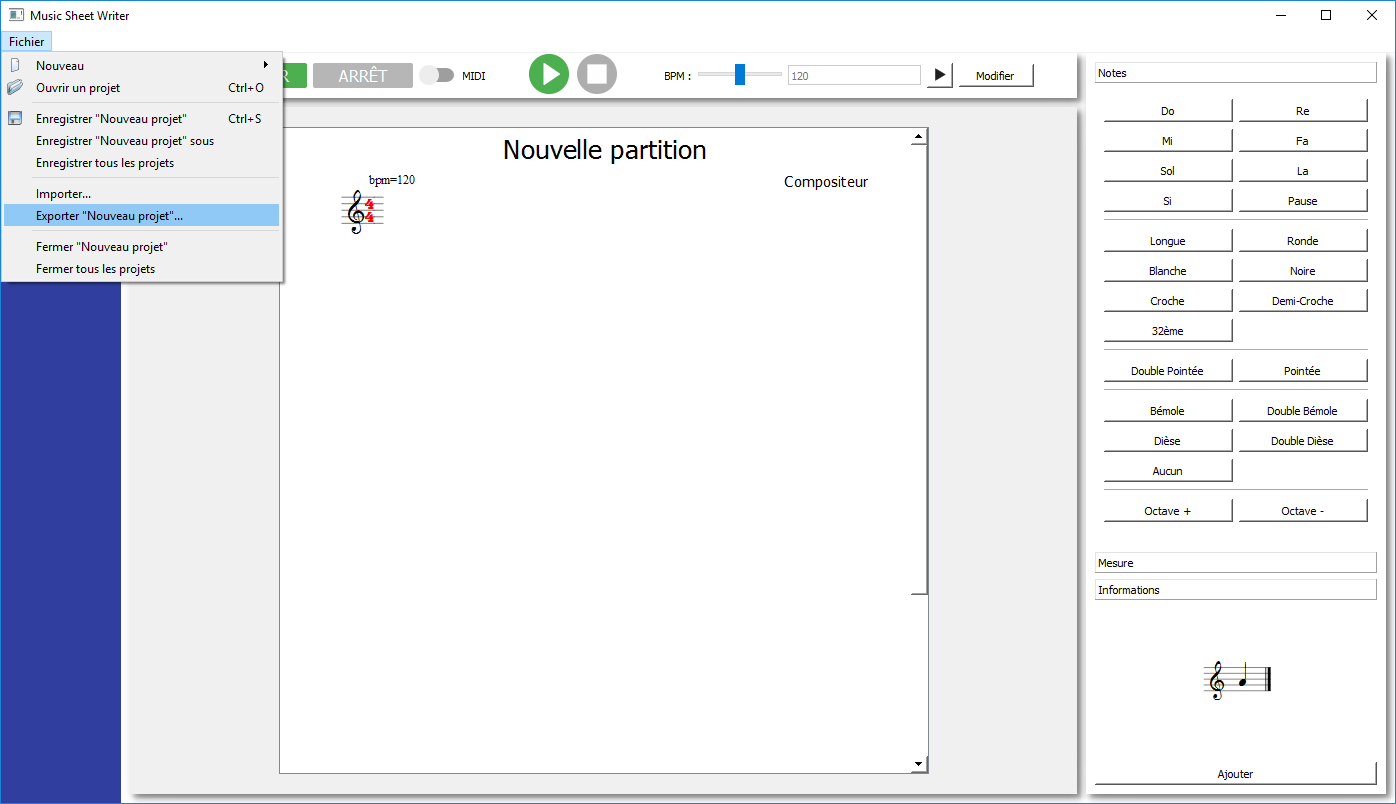 Music Sheet Writer
Fichier
Nouveau
Ouvrir un projet Ctrl+O
Enregistrer "Nouveau projet" Ctrl+S
Enregistrer "Nouveau projet" sous
Enregistrer tous les projets
Importer...
Exporter "Nouveau projet"...
Fermer "Nouveau projet"
Fermer tous les projets
R ARRÊT MIDI BPM : 120 Modifier
Nouvelle partition
bpm=120
Compositeur
4
4
Notes
Do Re
Mi Fa
Sol La
Si Pause
Longue Ronde
Blanche Noire
Croche Demi-Croche
32ème
Double Pointée Pointée
Bémole Double Bémole
Dièse Double Dièse
Aucun
Octave + Octave -
Mesure
Informations
Ajouter